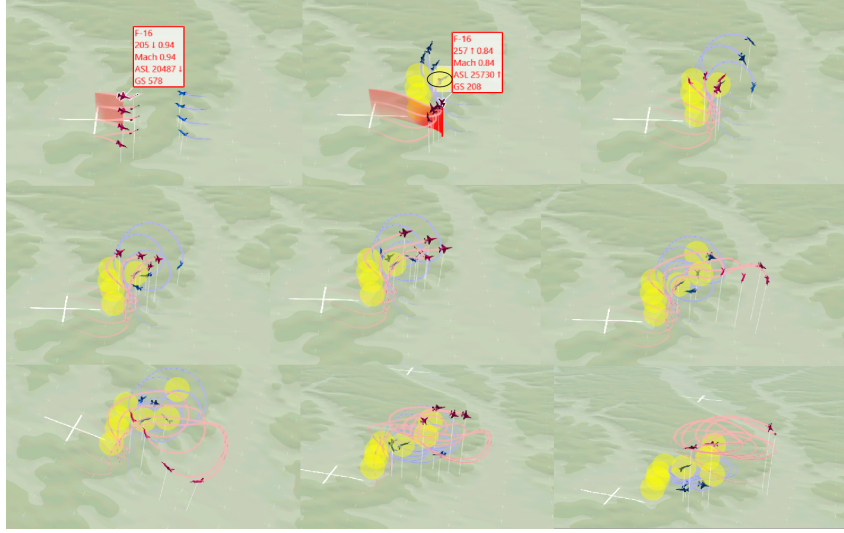 F-16
205 ↓ 0.94
Mach 0.94
ASL 20487 ↓
GS 578
F-16
257 ↑ 0.84
Mach 0.84
ASL 25730 ↑
GS 208